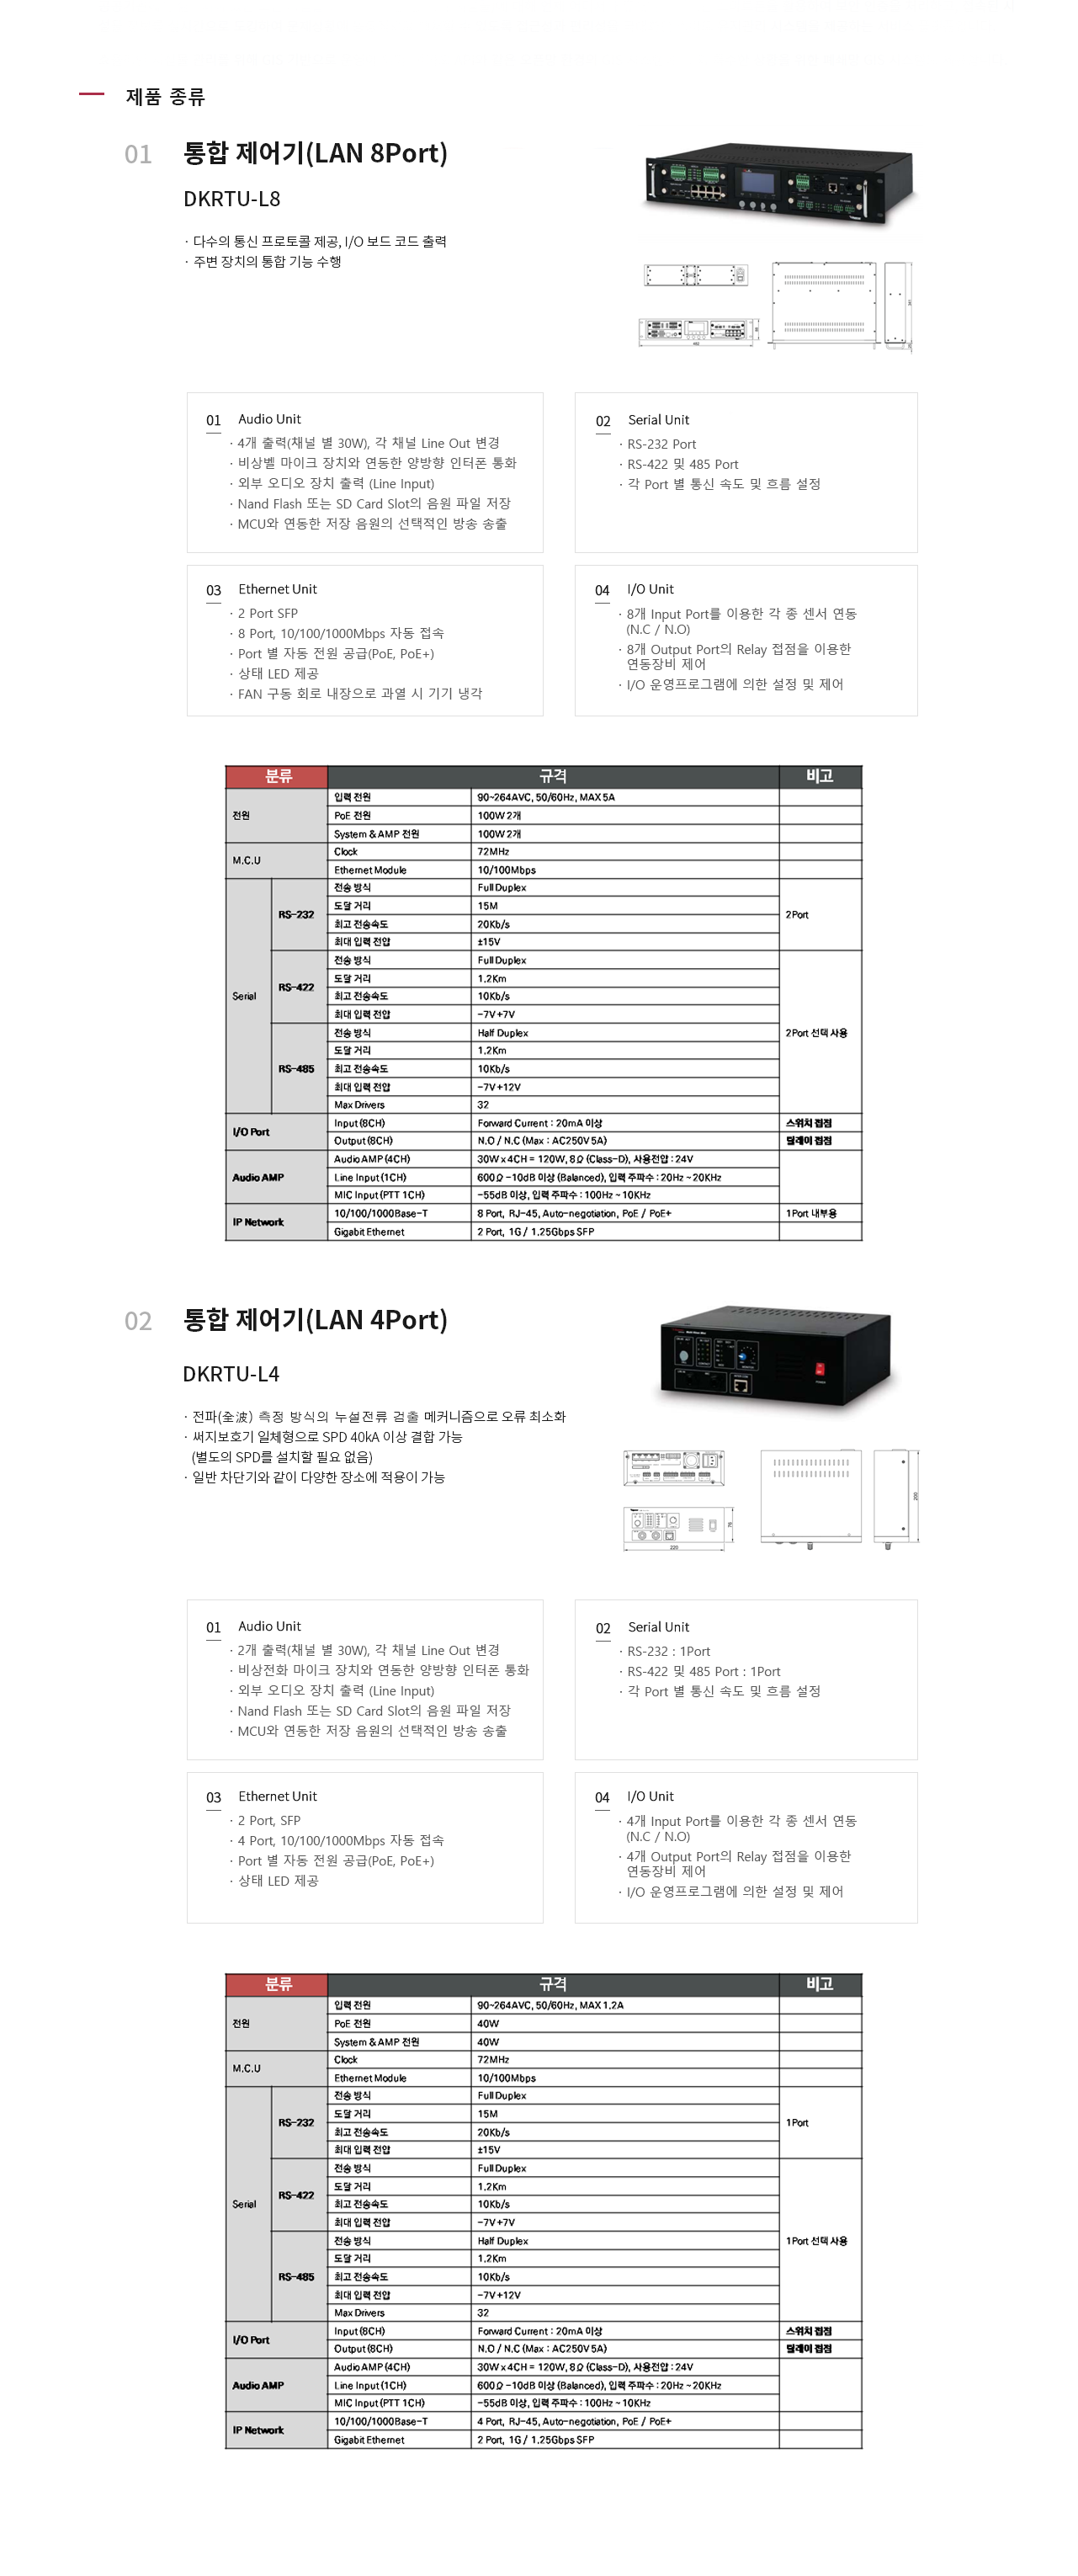 제품 종류
01 통합 제어기(LAN 8Port)
DKRTU-L8
· 다수의 통신 프로토콜 제공, I/O 보드 코드 출력
· 주변 장치의 통합 기능 수행
482
88
341
01 Audio Unit
· 4개 출력(채널 별 30W), 각 채널 Line Out 변경
· 비상벨 마이크 장치와 연동한 양방향 인터폰 통화
· 외부 오디오 장치 출력 (Line Input)
· Nand Flash 또는 SD Card Slot의 음원 파일 저장
· MCU와 연동한 저장 음원의 선택적인 방송 송출
02 Serial Unit
· RS-232 Port
· RS-422 및 485 Port
· 각 Port 별 통신 속도 및 흐름 설정
03 Ethernet Unit
· 2 Port SFP
· 8 Port, 10/100/1000Mbps 자동 접속
· Port 별 자동 전원 공급(PoE, PoE+)
· 상태 LED 제공
· FAN 구동 회로 내장으로 과열 시 기기 냉각
04 I/O Unit
· 8개 Input Port를 이용한 각 종 센서 연동
(N.C / N.O)
· 8개 Output Port의 Relay 접점을 이용한
연동장비 제어
· I/O 운영프로그램에 의한 설정 및 제어
분류 규격 비고
전원 입력 전원 90~264AVC, 50/60Hz, MAX 5A
PoE 전원 100W 2개
System & AMP 전원 100W 2개
M.C.U Clock 72MHz
Ethernet Module 10/100Mbps
Serial RS-232 전송 방식 Full Duplex 2Port
도달 거리 15M
최고 전송속도 20Kb/s
최대 입력 전압 ±15V
RS-422 전송 방식 Full Duplex 2Port 선택 사용
도달 거리 1.2Km
최고 전송속도 10Kb/s
최대 입력 전압 -7V +7V
RS-485 전송 방식 Half Duplex
도달 거리 1.2Km
최고 전송속도 10Kb/s
최대 입력 전압 -7V +12V
Max Drivers 32
I/O Port Input (8CH) Forward Current : 20mA 이상 스위치 접점
Output (8CH) N.O / N.C (Max : AC250V 5A) 릴레이 접점
Audio AMP Audio AMP (4CH) 30W x 4CH = 120W, 8Ω (Class-D), 사용전압 : 24V
Line Input (1CH) 600Ω -10dB 이상 (Balanced), 입력 주파수 : 20Hz ~ 20KHz
MIC Input (PTT 1CH) -55dB 이상, 입력 주파수 : 100Hz ~ 10KHz
IP Network 10/100/1000Base-T 8 Port, RJ-45, Auto-negotiation, PoE / PoE+ 1Port 내부용
Gigabit Ethernet 2 Port, 1G / 1.25Gbps SFP
02 통합 제어기(LAN 4Port)
DKRTU-L4
· 전파(全波) 측정 방식의 누설전류 검출 메커니즘으로 오류 최소화
· 써지보호기 일체형으로 SPD 40kA 이상 결합 가능
(별도의 SPD를 설치할 필요 없음)
· 일반 차단기와 같이 다양한 장소에 적용이 가능
220
78
200
01 Audio Unit
· 2개 출력(채널 별 30W), 각 채널 Line Out 변경
· 비상전화 마이크 장치와 연동한 양방향 인터폰 통화
· 외부 오디오 장치 출력 (Line Input)
· Nand Flash 또는 SD Card Slot의 음원 파일 저장
· MCU와 연동한 저장 음원의 선택적인 방송 송출
02 Serial Unit
· RS-232 : 1Port
· RS-422 및 485 Port : 1Port
· 각 Port 별 통신 속도 및 흐름 설정
03 Ethernet Unit
· 2 Port, SFP
· 4 Port, 10/100/1000Mbps 자동 접속
· Port 별 자동 전원 공급(PoE, PoE+)
· 상태 LED 제공
04 I/O Unit
· 4개 Input Port를 이용한 각 종 센서 연동
(N.C / N.O)
· 4개 Output Port의 Relay 접점을 이용한
연동장비 제어
· I/O 운영프로그램에 의한 설정 및 제어
분류 규격 비고
전원 입력 전원 90~264AVC, 50/60Hz, MAX 1.2A
PoE 전원 40W
System & AMP 전원 40W
M.C.U Clock 72MHz
Ethernet Module 10/100Mbps
Serial RS-232 전송 방식 Full Duplex 1Port
도달 거리 15M
최고 전송속도 20Kb/s
최대 입력 전압 ±15V
RS-422 전송 방식 Full Duplex 1Port 선택 사용
도달 거리 1.2Km
최고 전송속도 10Kb/s
최대 입력 전압 -7V +7V
RS-485 전송 방식 Half Duplex
도달 거리 1.2Km
최고 전송속도 10Kb/s
최대 입력 전압 -7V +12V
Max Drivers 32
I/O Port Input (8CH) Forward Current : 20mA 이상 스위치 접점
Output (8CH) N.O / N.C (Max : AC250V 5A) 릴레이 접점
Audio AMP Audio AMP (4CH) 30W x 4CH = 120W, 8Ω (Class-D), 사용전압 : 24V
Line Input (1CH) 600Ω -10dB 이상 (Balanced), 입력 주파수 : 20Hz ~ 20KHz
MIC Input (PTT 1CH) -55dB 이상, 입력 주파수 : 100Hz ~ 10KHz
IP Network 10/100/1000Base-T 4 Port, RJ-45, Auto-negotiation, PoE / PoE+
Gigabit Ethernet 2 Port, 1G / 1.25Gbps SFP